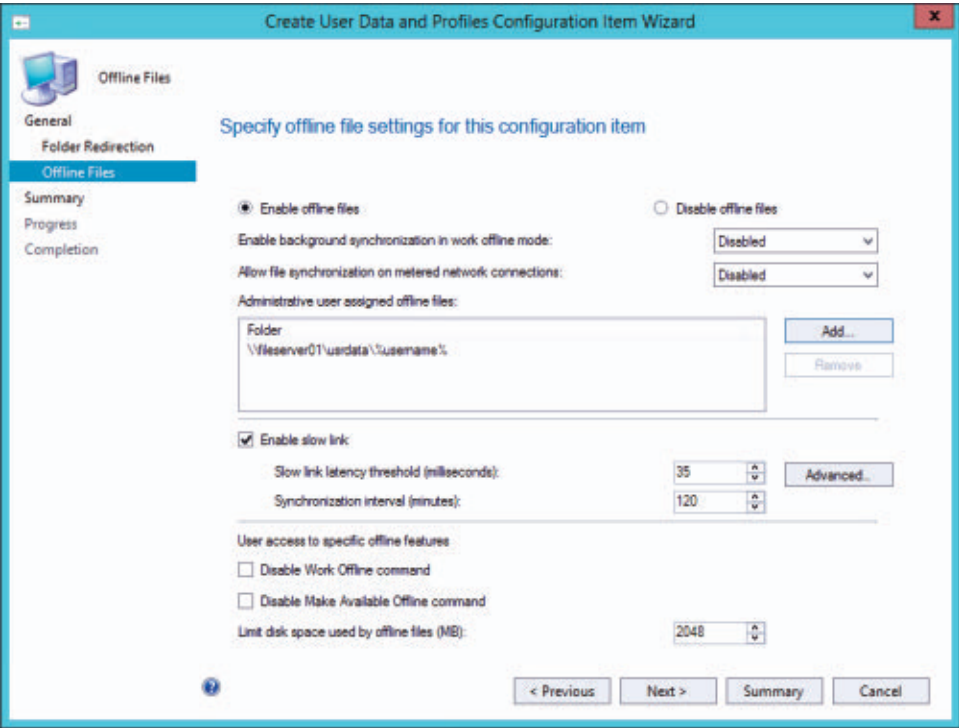 Create User Data and Profiles Configuration Item Wizard
x
Offline Files
General
Folder Redirection
Offline Files
Summary
Progress
Completion
Specify offline file settings for this configuration item
Enable offline files
Disable offline files
Enable background synchronization in work offline mode:
Disabled
Allow file synchronization on metered network connections:
Disabled
Administrative user assigned offline files:
Folder
\\fileserver01\usrdata\%username%
Add...
Remove
Enable slow link
Slow link latency threshold (milliseconds):
35
Advanced...
Synchronization interval (minutes):
120
User access to specific offline features
Disable Work Offline command
Disable Make Available Offline command
Limit disk space used by offline files (MB):
2048
?
< Previous
Next >
Summary
Cancel